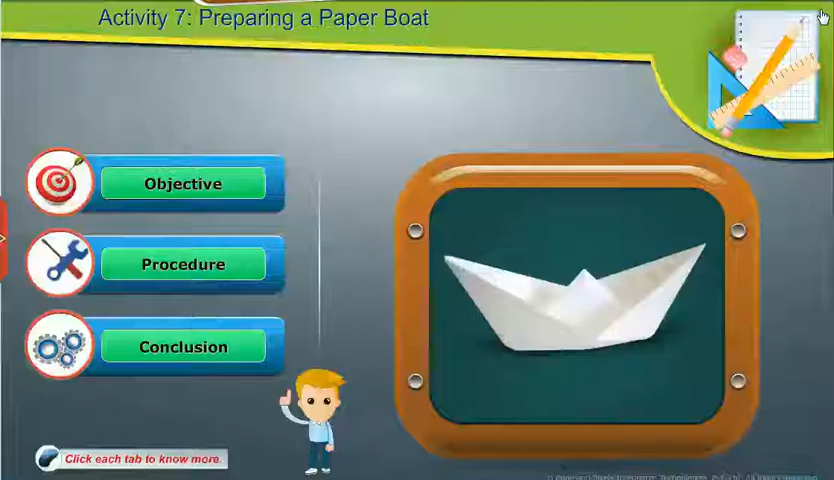 Activity 7: Preparing a Paper Boat
Objective
Procedure
Conclusion
Click each tab to know more.